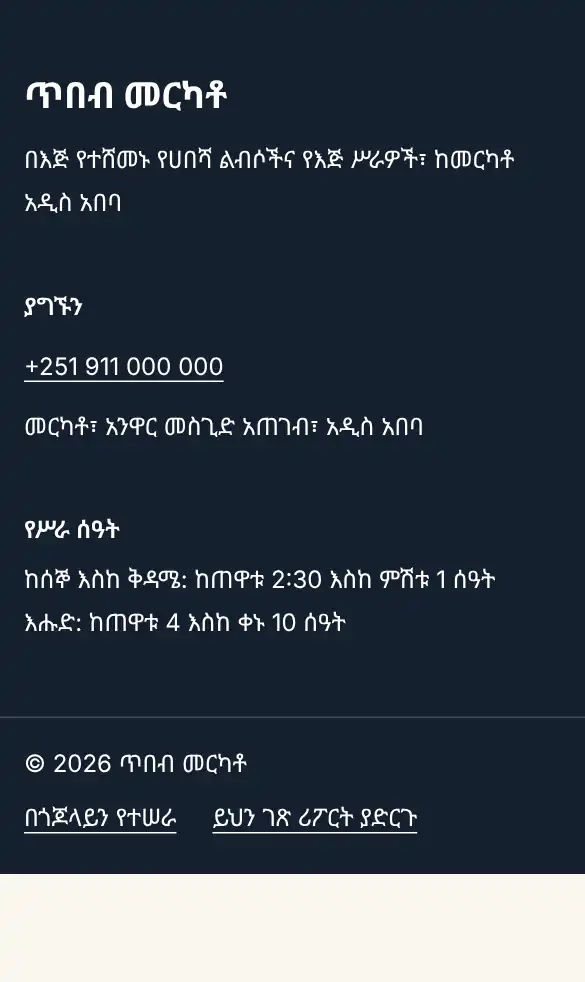 ጥበብ መርካቶ
በእጅ የተሸመኑ የሀበሻ ልብሶችና የእጅ ሥራዎች፣ ከመርካቶ
አዲስ አበባ
ያግኙን
+251 911 000 000
መርካቶ፣ አንዋር መስጊድ አጠገብ፣ አዲስ አበባ
የሥራ ሰዓት
ከሰኞ እስከ ቅዳሜ: ከጠዋቱ 2:30 እስከ ምሽቱ 1 ሰዓት
እሑድ: ከጠዋቱ 4 እስከ ቀኑ 10 ሰዓት
© 2026 ጥበብ መርካቶ
በጎጆላይን የተሠራ ይህን ገጽ ሪፖርት ያድርጉ